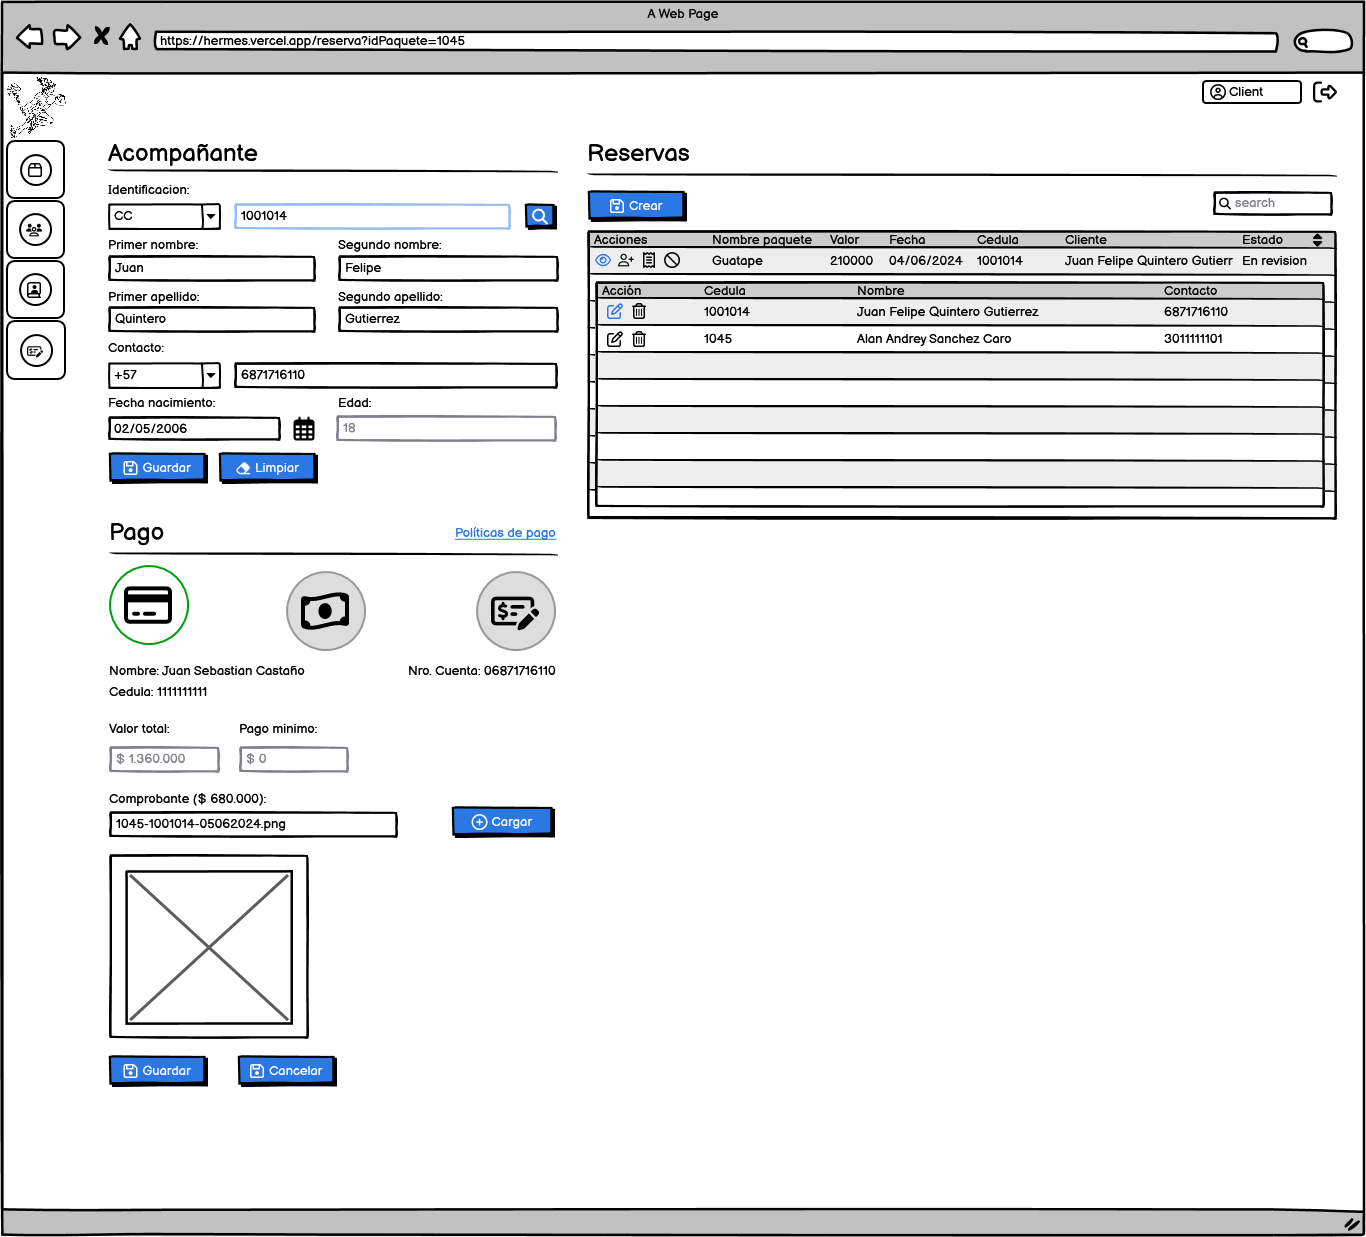 A Web Page
https://hermes.vercel.app/reserva?idPaquete=1045
Client
Acompañante
Identificacion:
CC 1001014
Primer nombre: Segundo nombre:
Juan Felipe
Primer apellido: Segundo apellido:
Quintero Gutierrez
Contacto:
+57 6871716110
Fecha nacimiento: Edad:
02/05/2006 18
Guardar Limpiar
Pago Políticas de pago
Nombre: Juan Sebastian Castaño Nro. Cuenta: 06871716110
Cedula: 1111111111
Valor total: Pago minimo:
$ 1.360.000 $ 0
Comprobante ($ 680.000):
1045-1001014-05062024.png Cargar
Guardar Cancelar
Reservas
Crear search
Acciones Nombre paquete Valor Fecha Cedula Cliente Estado
Guatape 210000 04/06/2024 1001014 Juan Felipe Quintero Gutierr En revision
Acción Cedula Nombre Contacto
1001014 Juan Felipe Quintero Gutierrez 6871716110
1045 Alan Andrey Sanchez Caro 3011111101